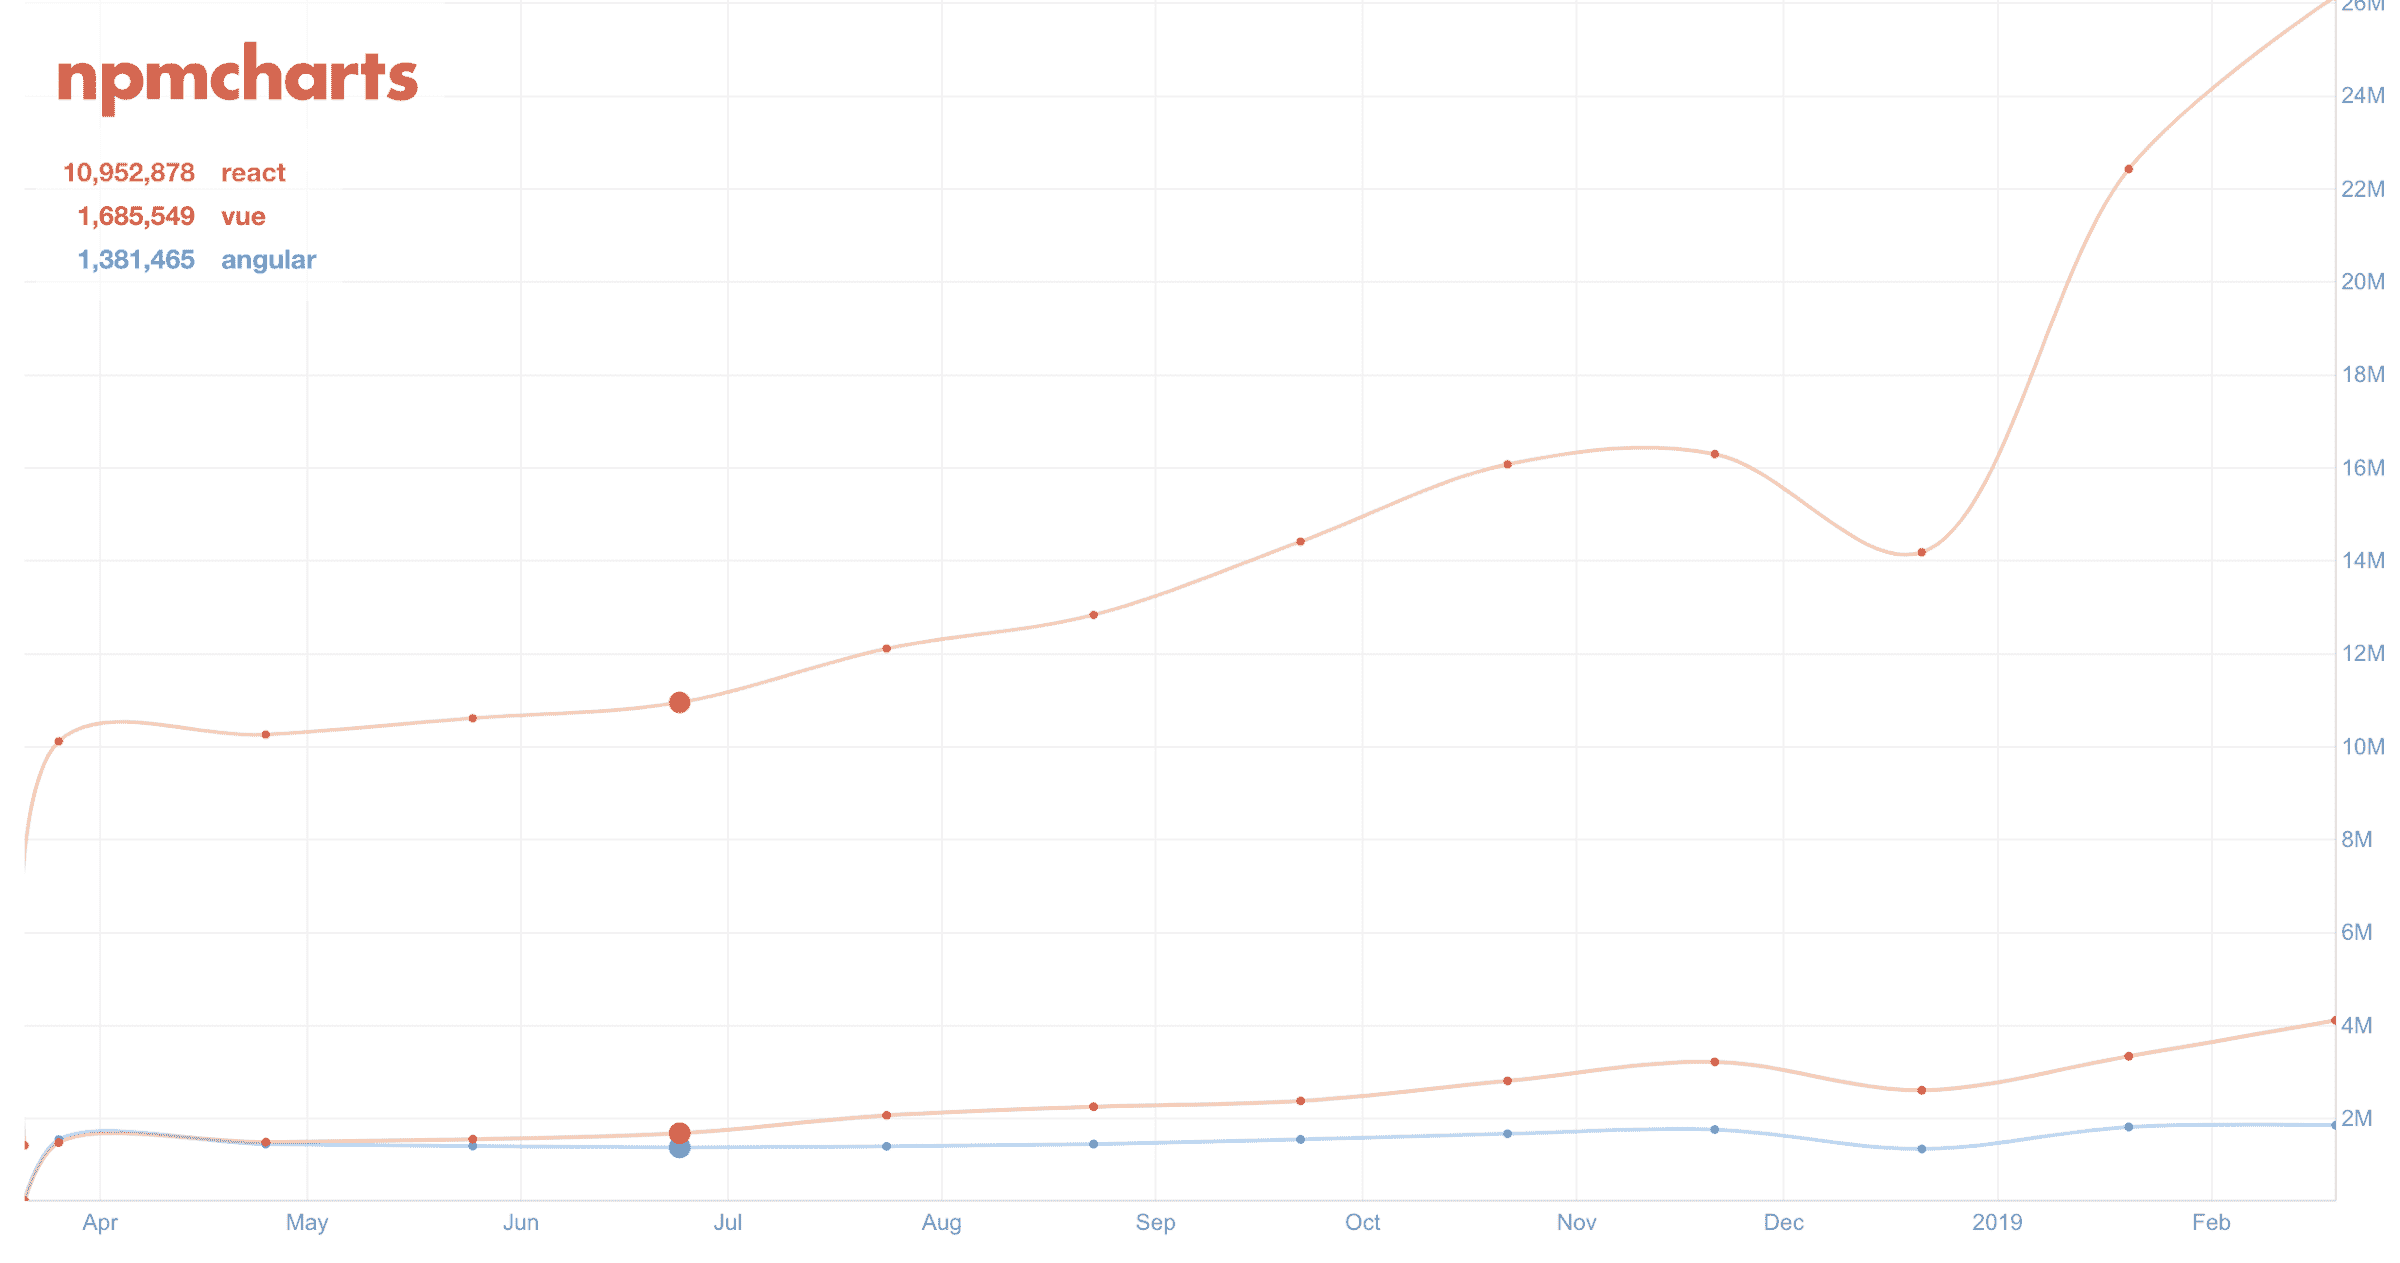 npmcharts
10,952,878 react
1,685,549 vue
1,381,465 angular
26M
24M
22M
20M
18M
16M
14M
12M
10M
8M
6M
4M
2M
Apr May Jun Jul Aug Sep Oct Nov Dec 2019 Feb